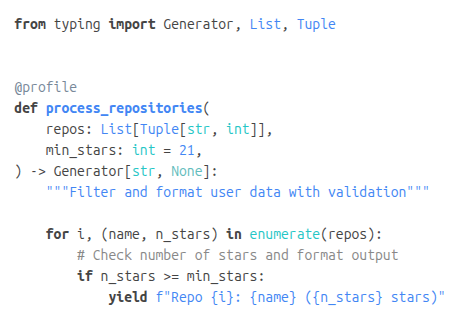 from typing import Generator, List, Tuple


@profile
def process_repositories(
    repos: List[Tuple[str, int]],
    min_stars: int = 21,
) -> Generator[str, None]:
    """Filter and format user data with validation"""

    for i, (name, n_stars) in enumerate(repos):
        # Check number of stars and format output
        if n_stars >= min_stars:
            yield f"Repo {i}: {name} ({n_stars} stars)"